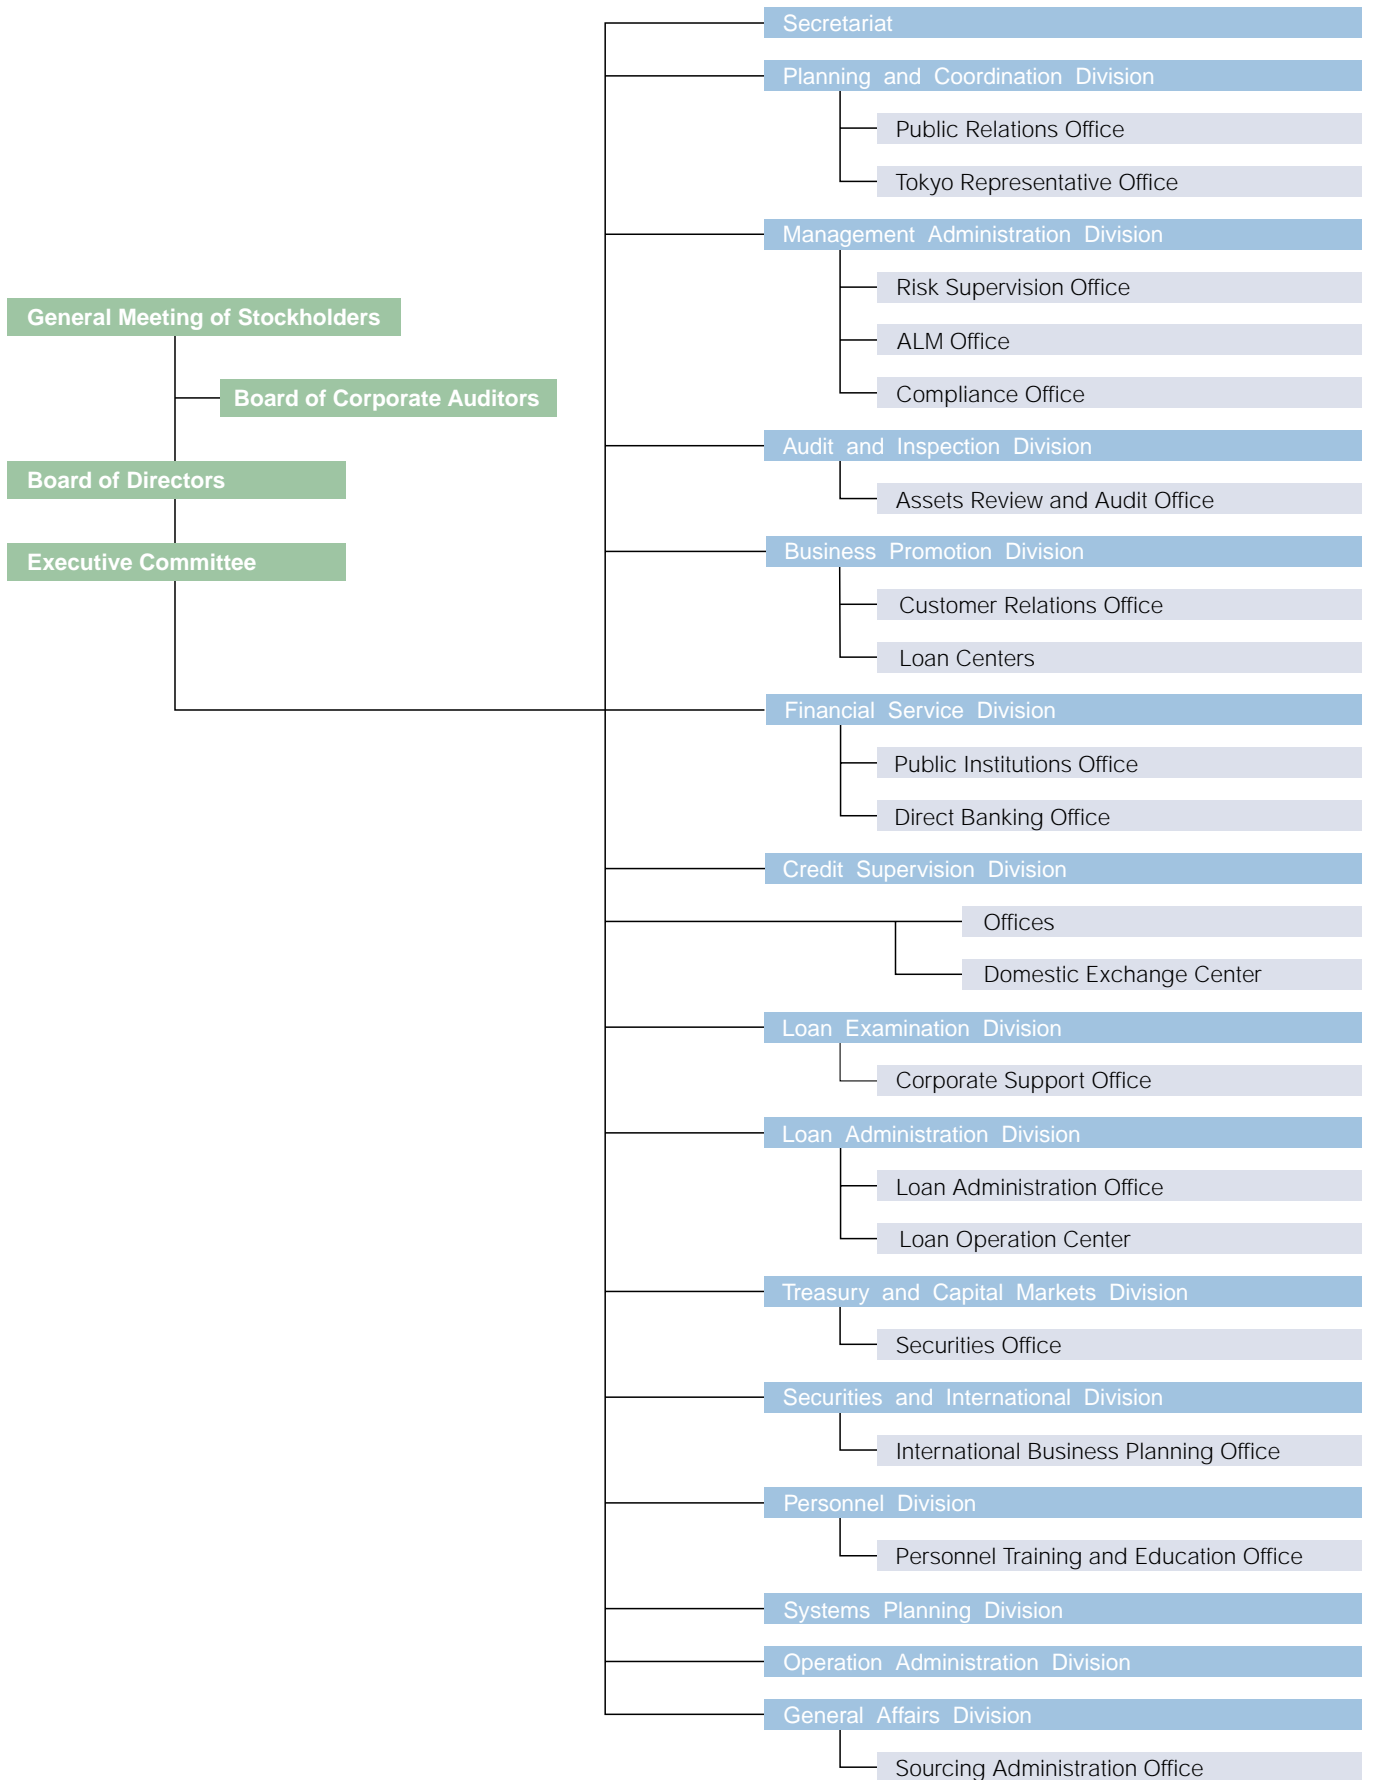 General Meeting of Stockholders
Board of Corporate Auditors
Board of Directors
Executive Committee
Secretariat
Planning and Coordination Division
Public Relations Office
Tokyo Representative Office
Management Administration Division
Risk Supervision Office
ALM Office
Compliance Office
Audit and Inspection Division
Assets Review and Audit Office
Business Promotion Division
Customer Relations Office
Loan Centers
Financial Service Division
Public Institutions Office
Direct Banking Office
Credit Supervision Division
Offices
Domestic Exchange Center
Loan Examination Division
Corporate Support Office
Loan Administration Division
Loan Administration Office
Loan Operation Center
Treasury and Capital Markets Division
Securities Office
Securities and International Division
International Business Planning Office
Personnel Division
Personnel Training and Education Office
Systems Planning Division
Operation Administration Division
General Affairs Division
Sourcing Administration Office